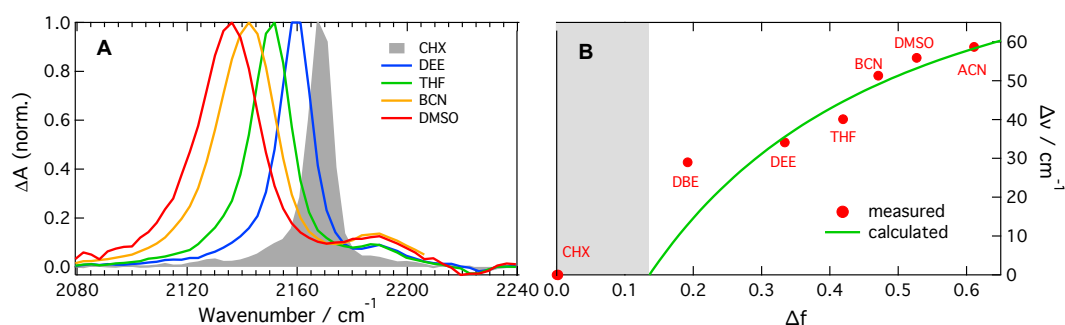 A
CHX
DEE
THF
BCN
DMSO
1.0
0.8
0.6
0.4
0.2
0.0
ΔA (norm.)
2080
2120
2160
2200
2240
Wavenumber / cm⁻¹
B
DMSO
BCN
ACN
THF
DEE
DBE
CHX
measured
calculated
60
50
40
30
20
10
0
Δν / cm⁻¹
0.0
0.1
0.2
0.3
0.4
0.5
0.6
Δf